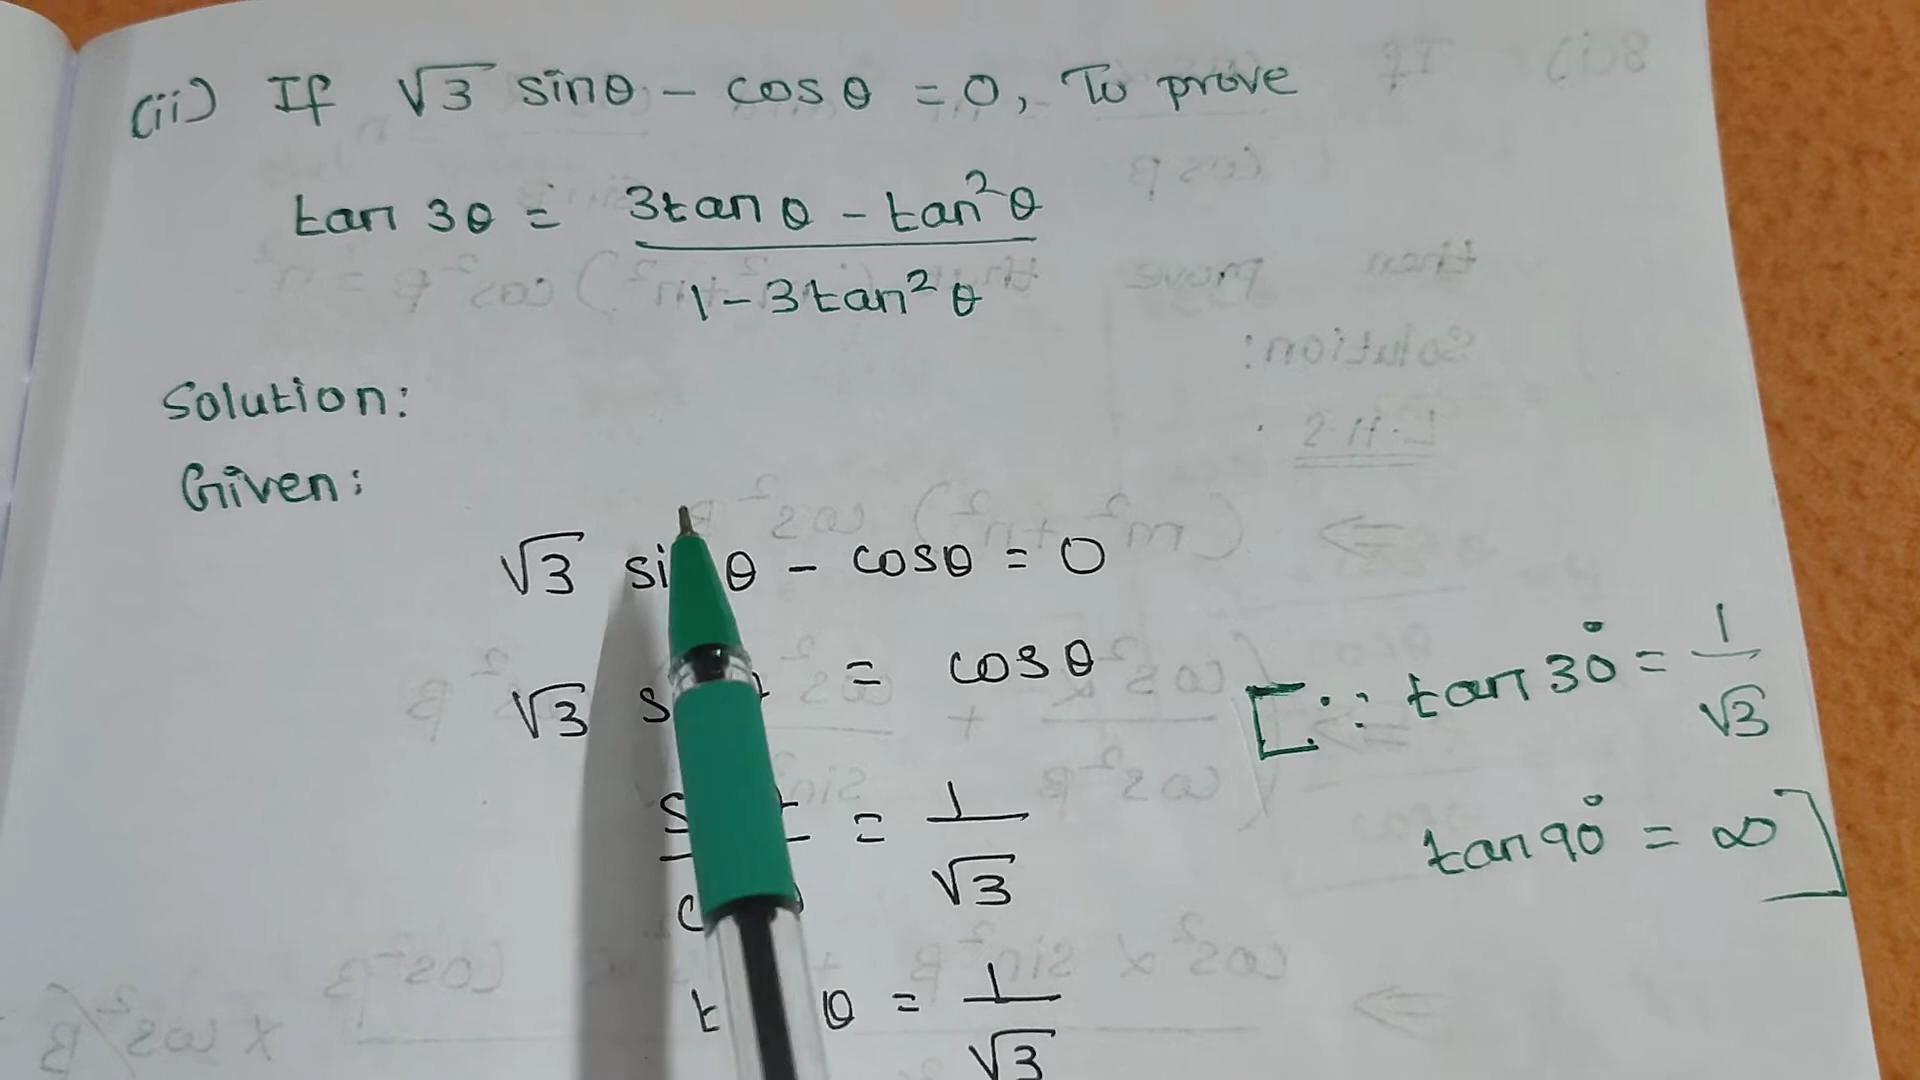 (ii) If √3 sinθ - cosθ = 0, To prove
tan 3θ = 3tanθ - tan²θ
1 - 3tan²θ
Solution:
Given:
√3 θ - cosθ = 0
√3 = cosθ
= 1
√3
θ = 1
√3
[∵ tan 30° = 1
√3
tan 90° = ∞]